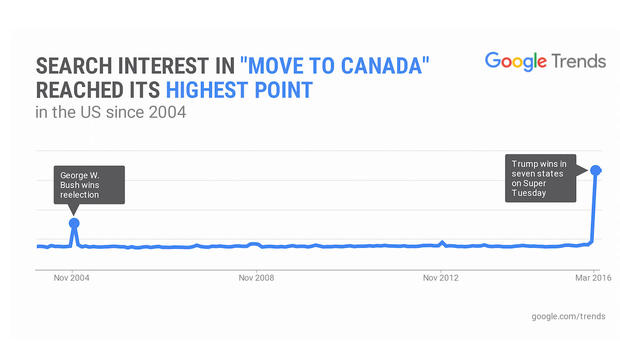 SEARCH INTEREST IN "MOVE TO CANADA"
REACHED ITS HIGHEST POINT
in the US since 2004
Google Trends
George W.
Bush wins
reelection
Trump wins in
seven states
on Super
Tuesday
Nov 2004
Nov 2008
Nov 2012
Mar 2016
google.com/trends